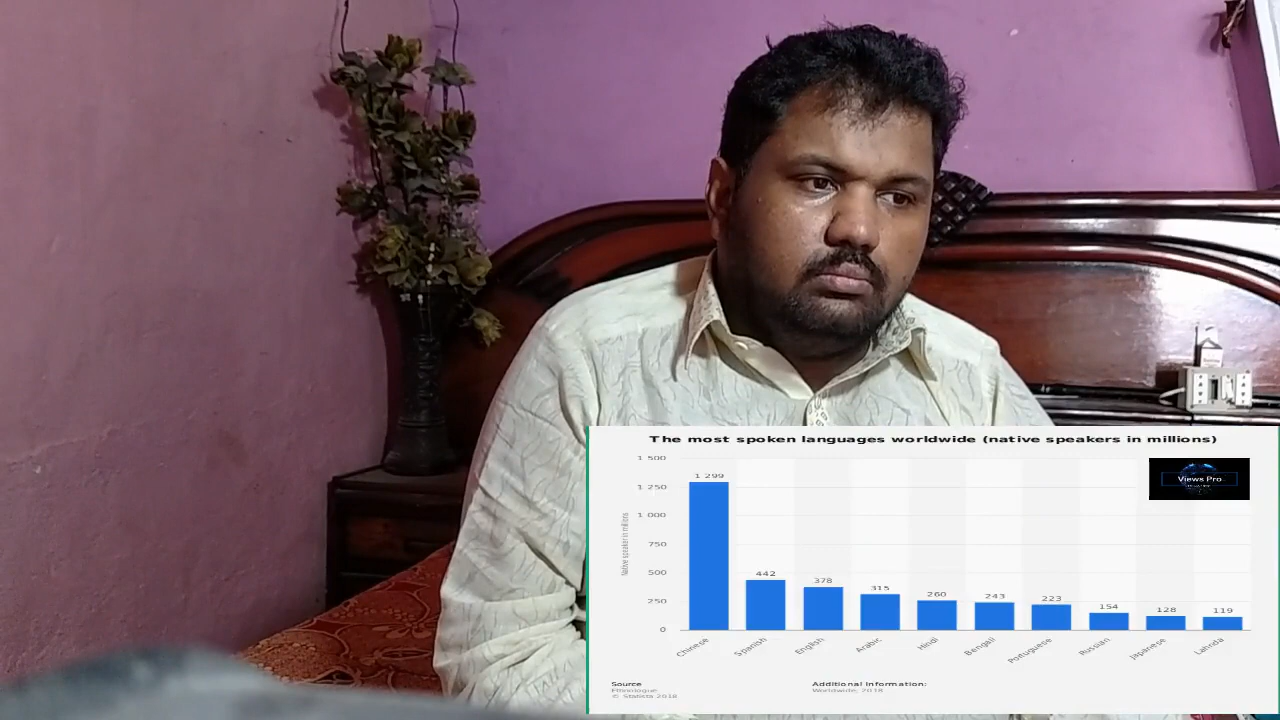 The most spoken languages worldwide (native speakers in millions)
Views Pro
Native speaker in millions
1 500
1 250
1 000
750
500
250
0
1 299
442
378
315
260
243
223
154
128
119
Chinese
Spanish
English
Arabic
Hindi
Bengali
Portuguese
Russian
Japanese
Lahnda
Source
Ethnologue
© Statista 2018
Additional Information:
Worldwide; 2018